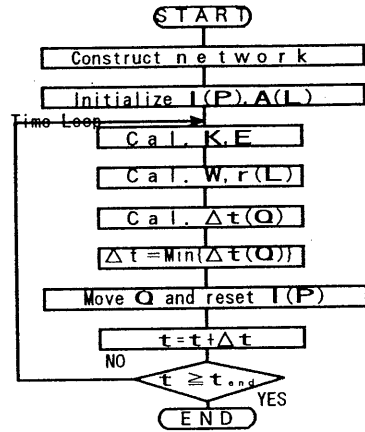 START
Construct network
Initialize I(P), A(L)
Time Loop
Cal. K, E
Cal. W, r(L)
Cal. Δt(Q)
Δt=Min{Δt(Q)}
Move Q and reset I(P)
t=t+Δt
NO
t ≧ t end
YES
END